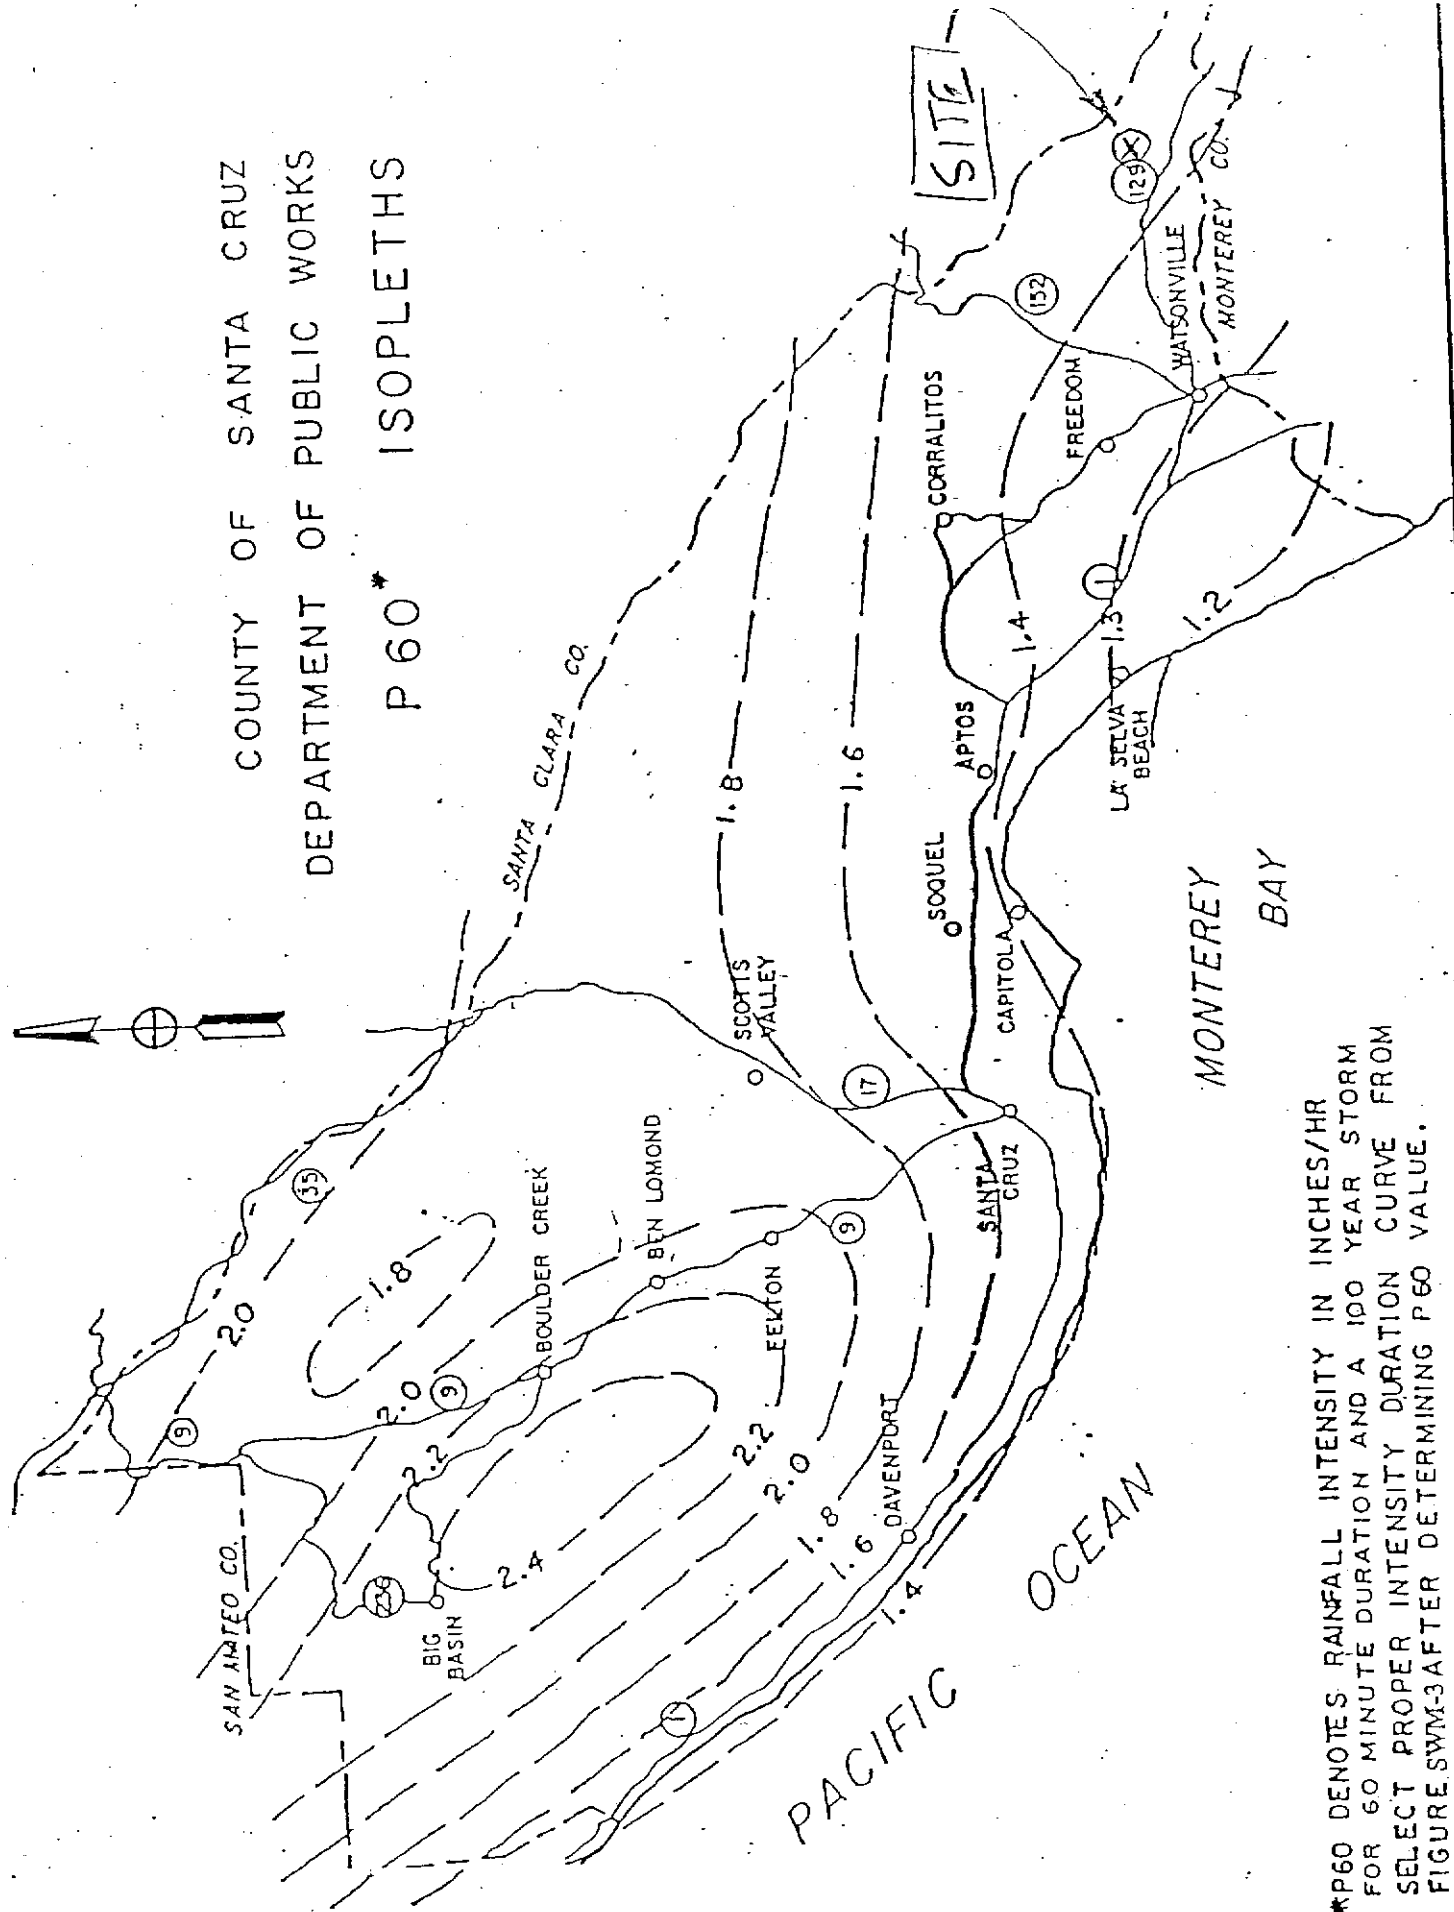 COUNTY OF SANTA CRUZ
DEPARTMENT OF PUBLIC WORKS
P60* ISOPLETHS
SITE
SANTA CLARA CO.
SAN MATEO CO.
35
9
2.0
1.8
2.0
9
2.2
236
BIG
BASIN
2.4
BOULDER CREEK
BEN LOMOND
FELTON
9
SCOTTS
VALLEY
17
2.2
2.0
1.8
1.6
1.4
DAVENPORT
1
SANTA
CRUZ
1.8
1.6
SOQUEL
CAPITOLA
APTOS
1.4
1.3
1
LA SELVA
BEACH
1.2
CORRALITOS
FREEDOM
152
WATSONVILLE
129
X
MONTEREY CO.
MONTEREY
BAY
PACIFIC
OCEAN
*P60 DENOTES RAINFALL INTENSITY IN INCHES/HR
FOR 60 MINUTE DURATION AND A 100 YEAR STORM
SELECT PROPER INTENSITY DURATION CURVE FROM
FIGURE SWM-3 AFTER DETERMINING P60 VALUE.